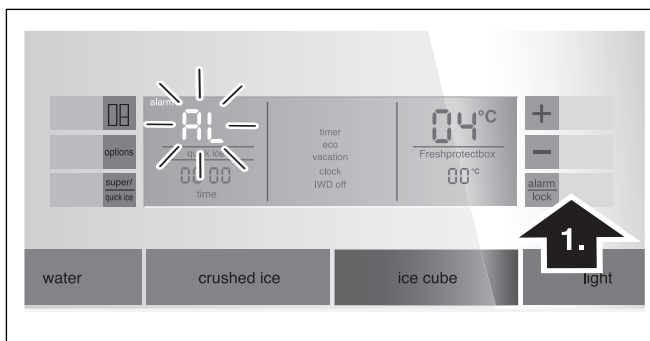 alarm
AL
quick ice
00 00
time
timer
eco
vacation
clock
IWD off
04°C
Freshprotectbox
00°C
options
super/
quick ice
+
−
alarm
lock
1.
water
crushed ice
ice cube
light